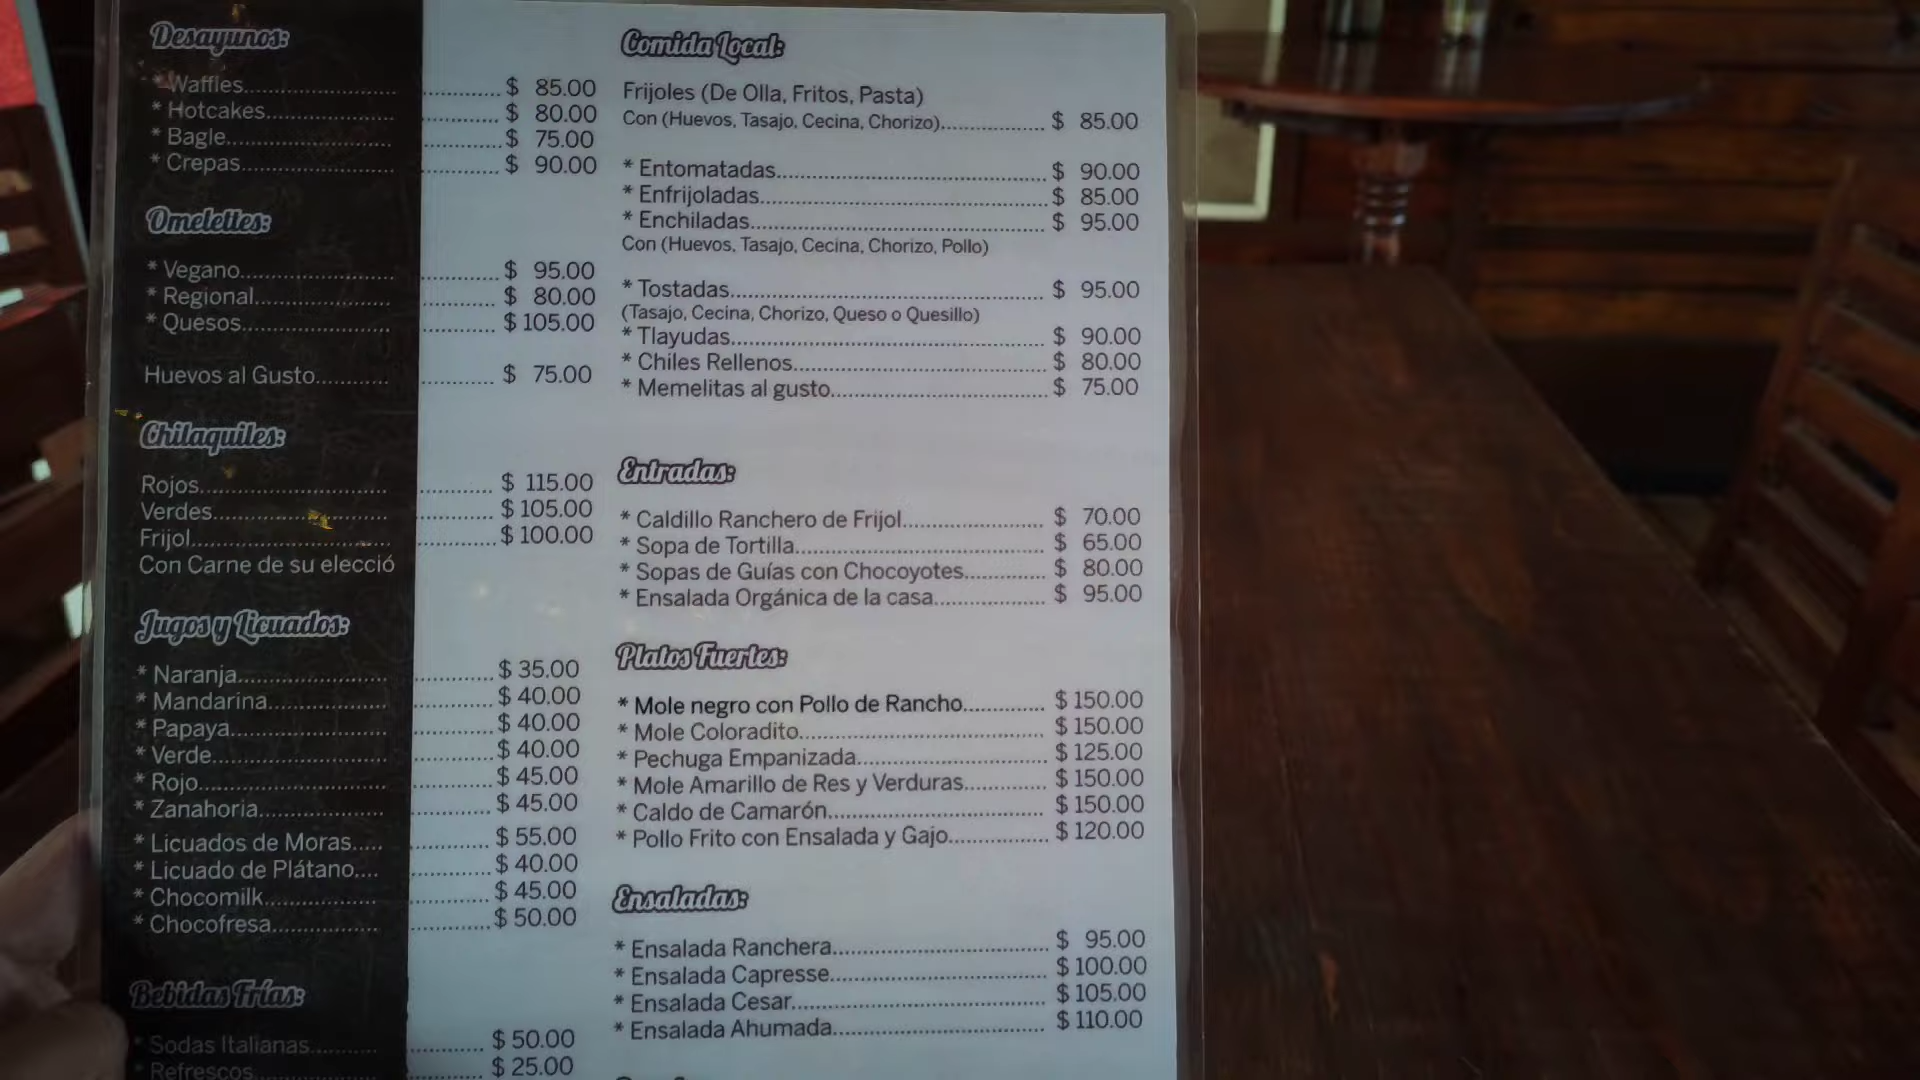 Desayunos:
* Waffles.................... $ 85.00
* Hotcakes.................... $ 80.00
* Bagle.................... $ 75.00
* Crepas.................... $ 90.00
Omelettes:
* Vegano.................... $ 95.00
* Regional.................... $ 80.00
* Quesos.................... $ 105.00
Huevos al Gusto.................... $ 75.00
Chilaquiles:
Rojos.................... $ 115.00
Verdes.................... $ 105.00
Frijol.................... $ 100.00
Con Carne de su elecció
Jugos y Licuados:
* Naranja.................... $ 35.00
* Mandarina.................... $ 40.00
* Papaya.................... $ 40.00
* Verde.................... $ 40.00
* Rojo.................... $ 45.00
* Zanahoria.................... $ 45.00
* Licuados de Moras.................... $ 55.00
* Licuado de Plátano.................... $ 40.00
* Chocomilk.................... $ 45.00
* Chocofresa.................... $ 50.00
Bebidas Frías:
* Sodas Italianas.................... $ 50.00
* Refrescos.................... $ 25.00
Comida Local:
Frijoles (De Olla, Fritos, Pasta)
Con (Huevos, Tasajo, Cecina, Chorizo).................... $ 85.00
* Entomatadas.................... $ 90.00
* Enfrijoladas.................... $ 85.00
* Enchiladas.................... $ 95.00
Con (Huevos, Tasajo, Cecina, Chorizo, Pollo)
* Tostadas.................... $ 95.00
(Tasajo, Cecina, Chorizo, Queso o Quesillo)
* Tlayudas.................... $ 90.00
* Chiles Rellenos.................... $ 80.00
* Memelitas al gusto.................... $ 75.00
Entradas:
* Caldillo Ranchero de Frijol.................... $ 70.00
* Sopa de Tortilla.................... $ 65.00
* Sopas de Guías con Chocoyotes.................... $ 80.00
* Ensalada Orgánica de la casa.................... $ 95.00
Platos Fuertes:
* Mole negro con Pollo de Rancho.................... $ 150.00
* Mole Coloradito.................... $ 150.00
* Pechuga Empanizada.................... $ 125.00
* Mole Amarillo de Res y Verduras.................... $ 150.00
* Caldo de Camarón.................... $ 150.00
* Pollo Frito con Ensalada y Gajo.................... $ 120.00
Ensaladas:
* Ensalada Ranchera.................... $ 95.00
* Ensalada Capresse.................... $ 100.00
* Ensalada Cesar.................... $ 105.00
* Ensalada Ahumada.................... $ 110.00